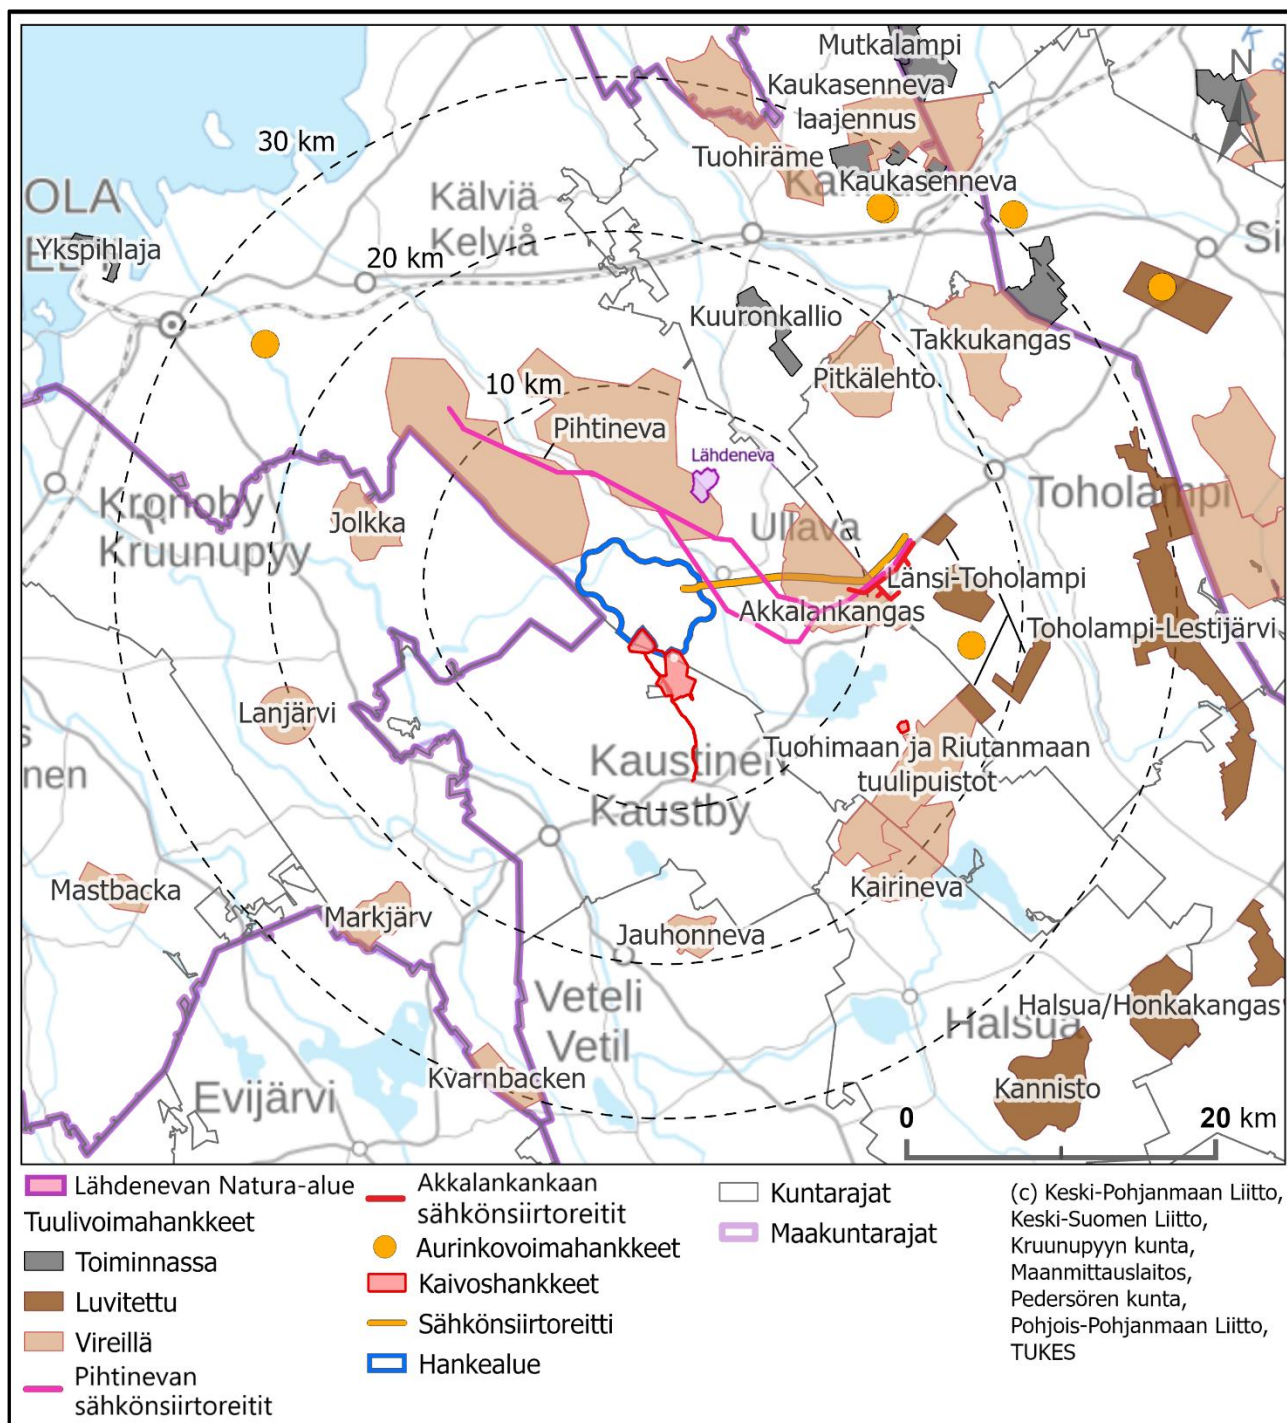 Mutkalampi
Kaukasenneva
laajennus
N
30 km
Tuohiräme
Kaukasenneva
OLA
Kälviä
Kelviå
Ykspihlaja
20 km
Si
Kuuronkallio
Takkukangas
Pitkälehto
10 km
Pihtineva
Lähdeneva
Toholampi
Kronoby
Kruunupyy
Jolkka
Ullava
Länsi-Toholampi
Akkalankangas
Toholampi-Lestijärvi
Lanjärvi
nen
Kaustinen
Kaustby
Tuohimaan ja Riutanmaan
tuulipuistot
Mastbacka
Markjärv
Kairineva
Jauhonneva
Veteli
Vetil
Halsua/Honkakangas
Halsua
Kvarnbacken
Kannisto
Evijärvi
0 20 km
Lähdenevan Natura-alue
Tuulivoimahankkeet
Toiminnassa
Luvitettu
Vireillä
Pihtinevan
sähkönsiirtoreitit
Akkalankankaan
sähkönsiirtoreitit
Aurinkovoimahankkeet
Kaivoshankkeet
Sähkönsiirtoreitti
Hankealue
Kuntarajat
Maakuntarajat
(c) Keski-Pohjanmaan Liitto,
Keski-Suomen Liitto,
Kruunupyyn kunta,
Maanmittauslaitos,
Pedersören kunta,
Pohjois-Pohjanmaan Liitto,
TUKES